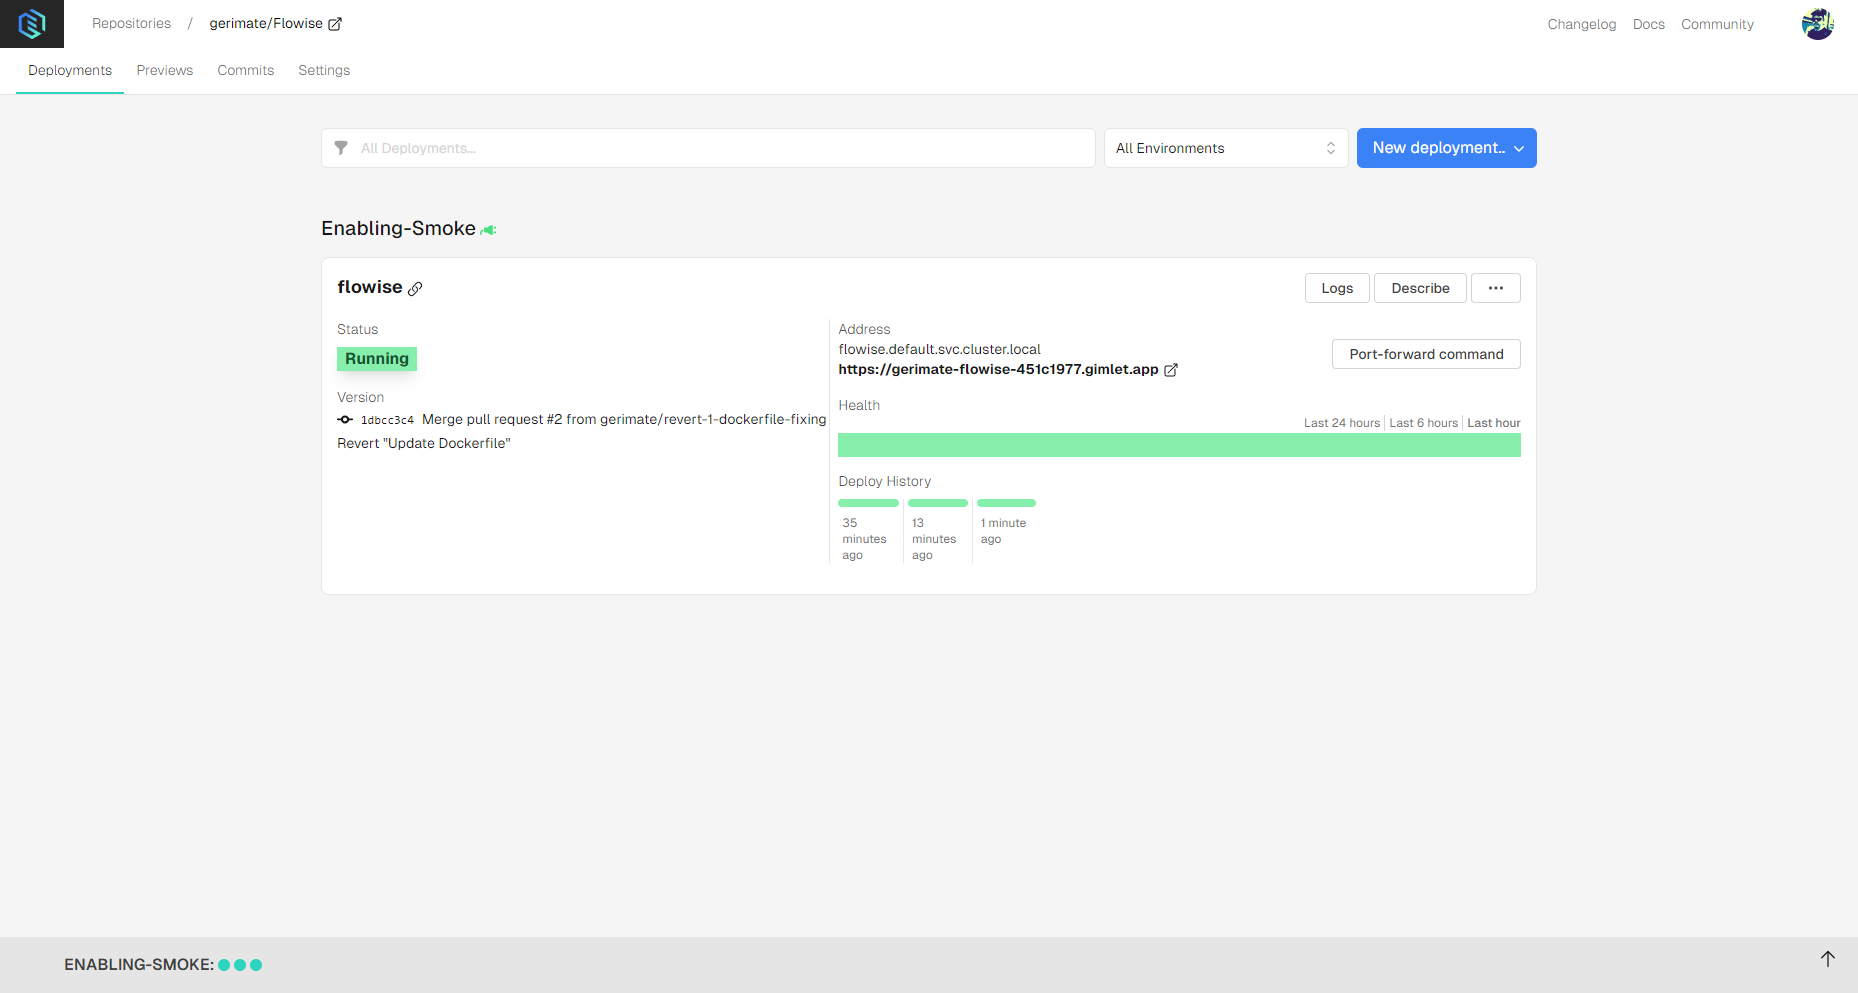 Repositories / gerimate/Flowise
Changelog Docs Community
Deployments Previews Commits Settings
All Deployments...
All Environments
New deployment..
Enabling-Smoke
flowise
Logs Describe ...
Status
Running
Version
1dbcc3c4 Merge pull request #2 from gerimate/revert-1-dockerfile-fixing
Revert "Update Dockerfile"
Address
flowise.default.svc.cluster.local
https://gerimate-flowise-451c1977.gimlet.app
Port-forward command
Health
Last 24 hours Last 6 hours Last hour
Deploy History
35
minutes
ago
13
minutes
ago
1 minute
ago
ENABLING-SMOKE: